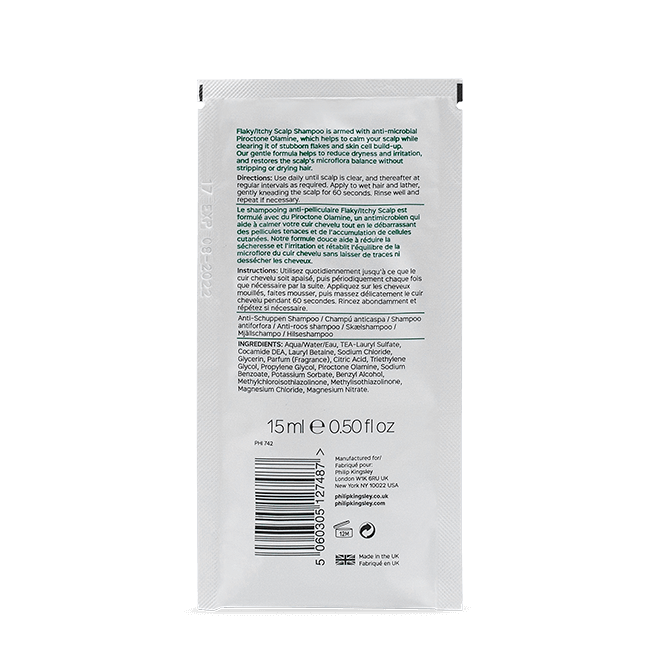 Flaky/Itchy Scalp Shampoo is armed with anti-microbial
Piroctone Olamine, which helps to calm your scalp while
clearing it of stubborn flakes and skin cell build-up.
Our gentle formula helps to reduce dryness and irritation,
and restores the scalp's microflora balance without
stripping or drying hair.
Directions: Use daily until scalp is clear, and thereafter at
regular intervals as required. Apply to wet hair and lather,
gently kneading the scalp for 60 seconds. Rinse well and
repeat if necessary.
Le shampooing anti-pelliculaire Flaky/Itchy Scalp est
formulé avec du Piroctone Olamine, un antimicrobien qui
aide à calmer votre cuir chevelu tout en le débarrassant
des pellicules tenaces et de l'accumulation de cellules
cutanées. Notre formule douce aide à réduire la
sécheresse et l'irritation et rétablit l'équilibre de la
microflore du cuir chevelu sans laisser de traces ni
dessécher les cheveux.
Instructions: Utilisez quotidiennement jusqu'à ce que le
cuir chevelu soit apaisé, puis périodiquement chaque fois
que nécessaire par la suite. Appliquez sur les cheveux
mouillés, faites mousser, puis massez délicatement le cuir
chevelu pendant 60 secondes. Rincez abondamment et
répétez si nécessaire.
Anti-Schuppen Shampoo / Champú anticaspa / Shampoo
antiforfora / Anti-roos shampoo / Skælshampoo /
Mjällschampo / Hilseshampoo
INGREDIENTS: Aqua/Water/Eau, TEA-Lauryl Sulfate,
Cocamide DEA, Lauryl Betaine, Sodium Chloride,
Glycerin, Parfum (Fragrance), Citric Acid, Triethylene
Glycol, Propylene Glycol, Piroctone Olamine, Sodium
Benzoate, Potassium Sorbate, Benzyl Alcohol,
Methylchloroisothiazolinone, Methylisothiazolinone,
Magnesium Chloride, Magnesium Nitrate.
17 EXP 09-2022
15 ml ℮ 0.50 fl oz
PHI 742
5 060305 127487 >
Manufactured for/
Fabriqué pour:
Philip Kingsley
London W1K 6RU UK
New York NY 10022 USA
philipkingsley.co.uk
philipkingsley.com
12M
Made in the UK
Fabriqué en UK